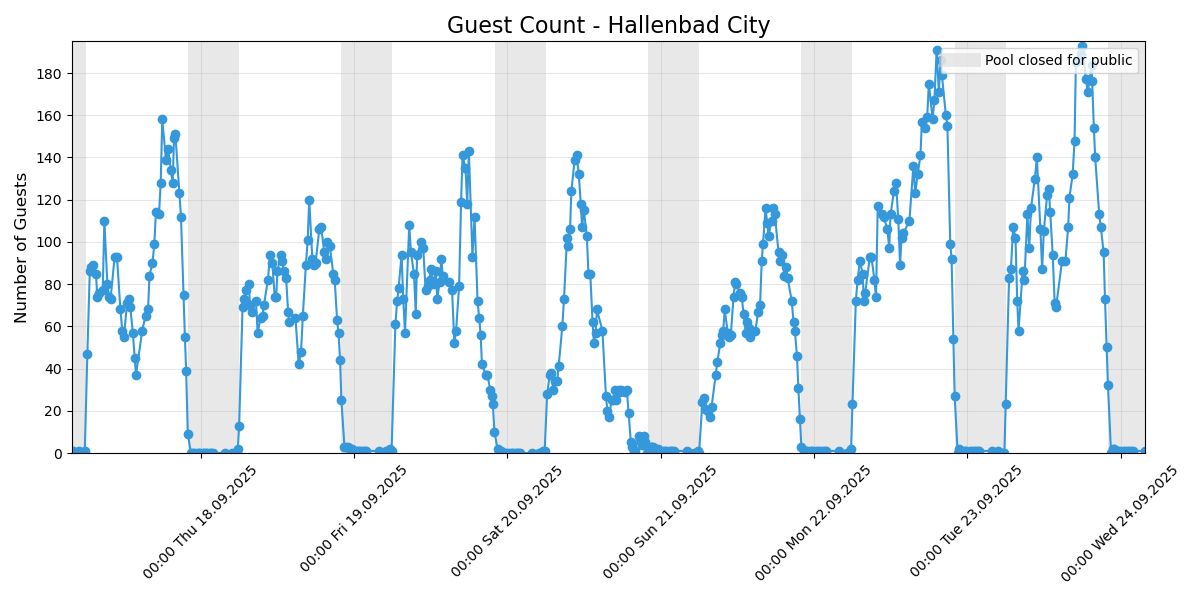 Guest Count - Hallenbad City
Pool closed for public
Number of Guests
180
160
140
120
100
80
60
40
20
0
00:00 Thu 18.09.2025
00:00 Fri 19.09.2025
00:00 Sat 20.09.2025
00:00 Sun 21.09.2025
00:00 Mon 22.09.2025
00:00 Tue 23.09.2025
00:00 Wed 24.09.2025